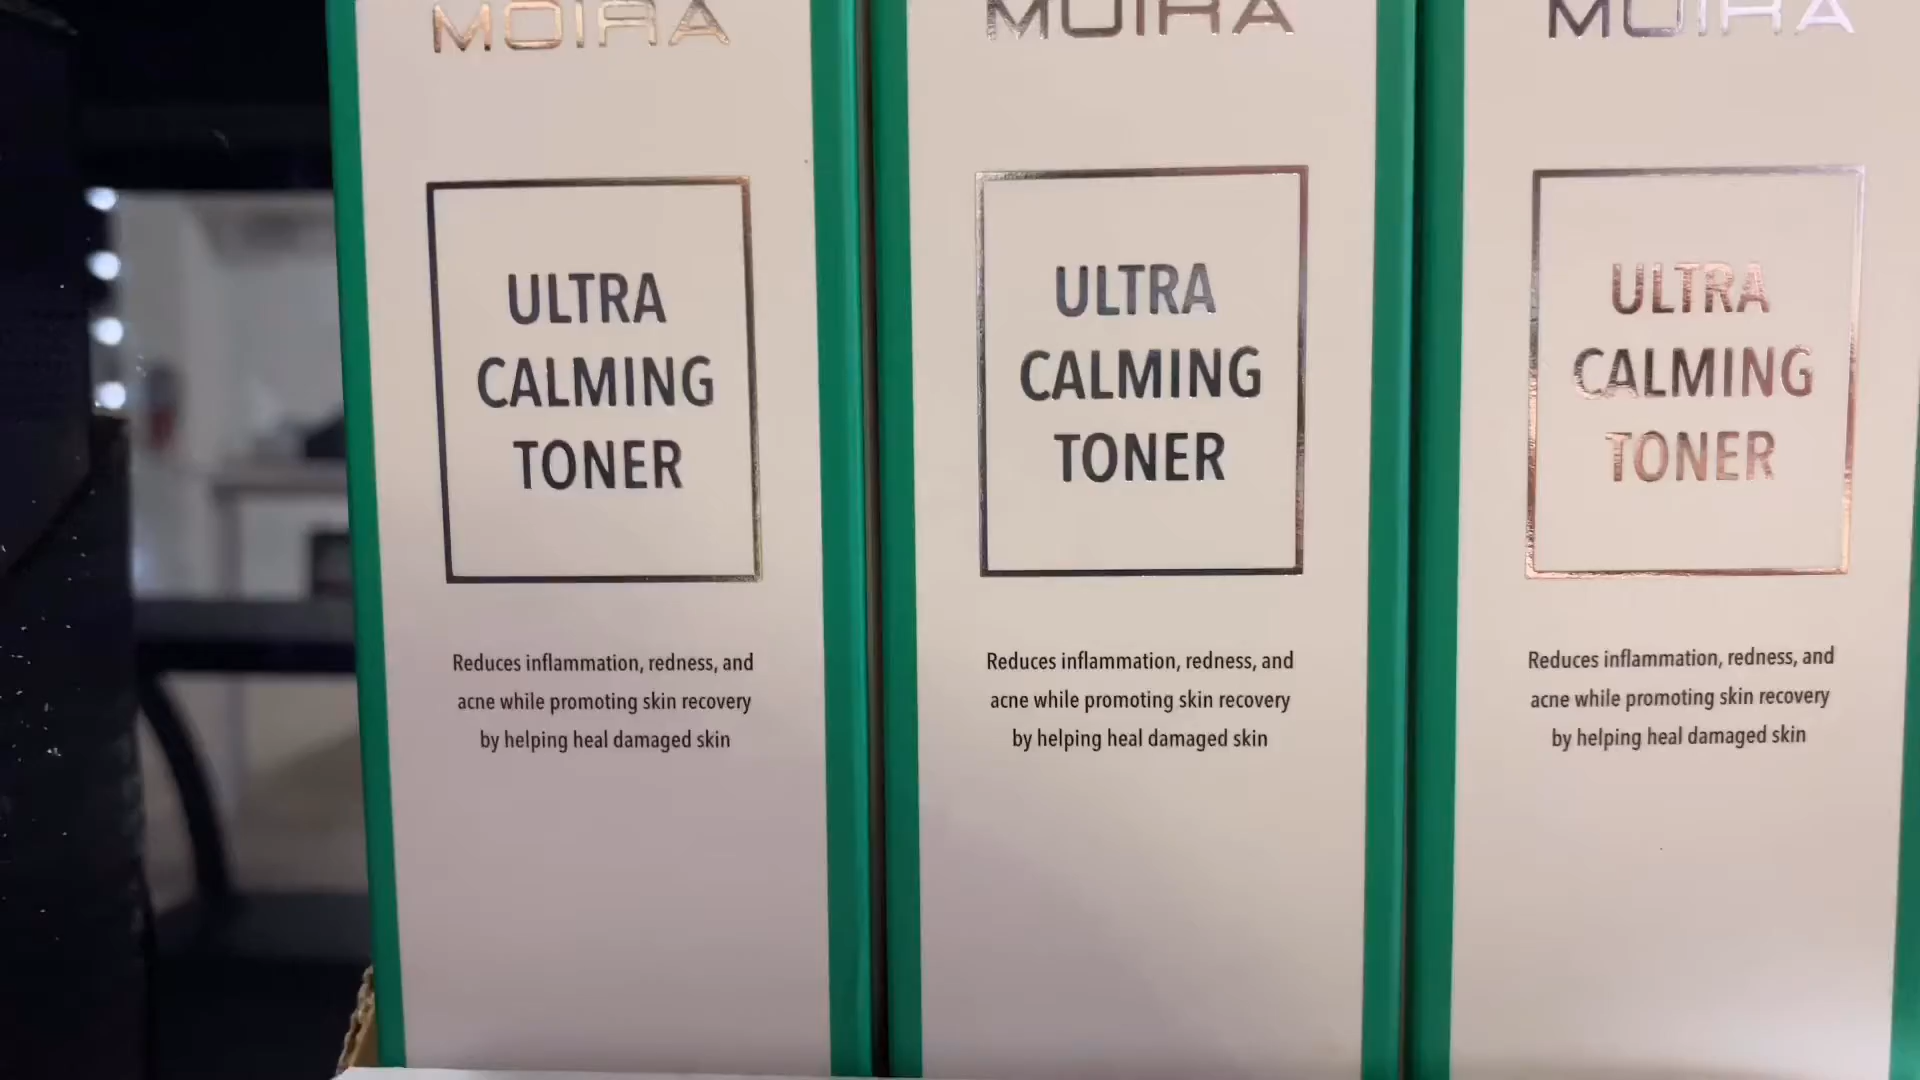 MOIRA
ULTRA
CALMING
TONER
Reduces inflammation, redness, and
acne while promoting skin recovery
by helping heal damaged skin
MOIRA
ULTRA
CALMING
TONER
Reduces inflammation, redness, and
acne while promoting skin recovery
by helping heal damaged skin
MOIRA
ULTRA
CALMING
TONER
Reduces inflammation, redness, and
acne while promoting skin recovery
by helping heal damaged skin